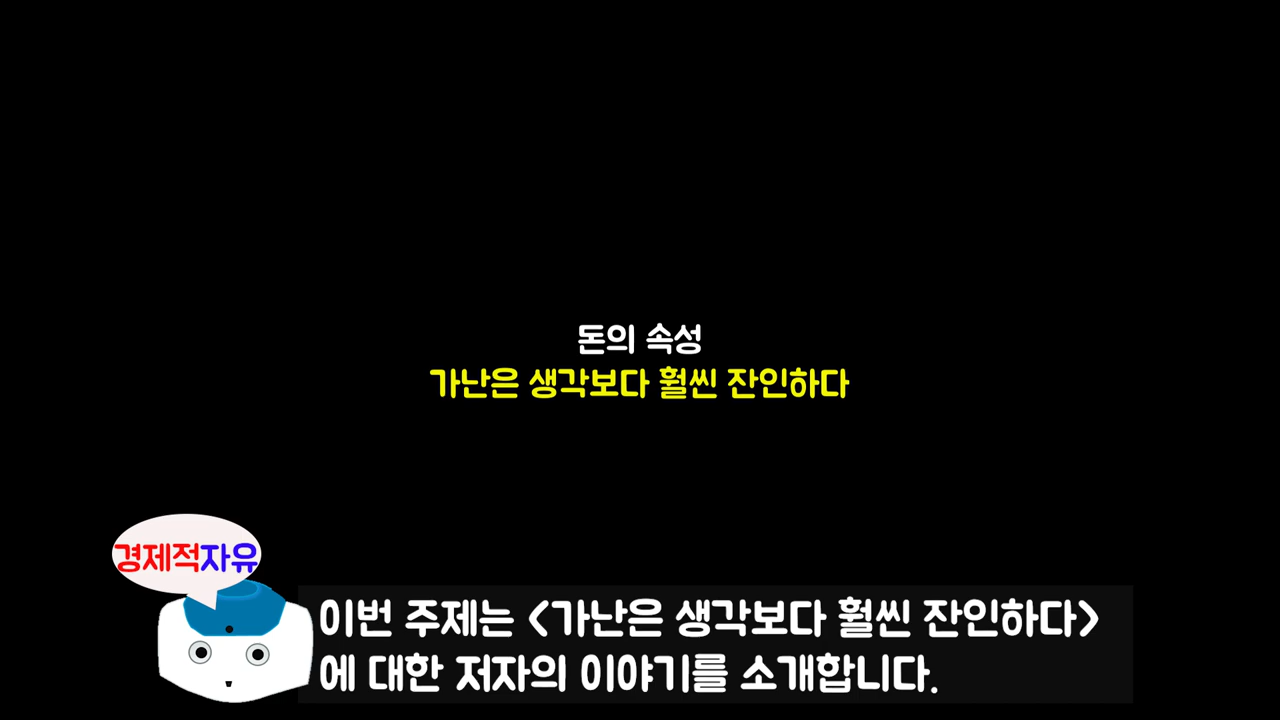 돈의 속성
가난은 생각보다 훨씬 잔인하다
경제적자유
이번 주제는 <가난은 생각보다 훨씬 잔인하다>
에 대한 저자의 이야기를 소개합니다.